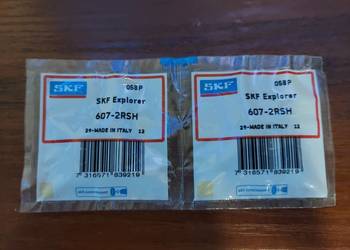 058P
SKF
SKF Explorer
607-2RSH
29-MADE IN ITALY 12
7 316571 839219
058P
SKF
SKF Explorer
607-2RSH
29-MADE IN ITALY 12
7 316571 839219